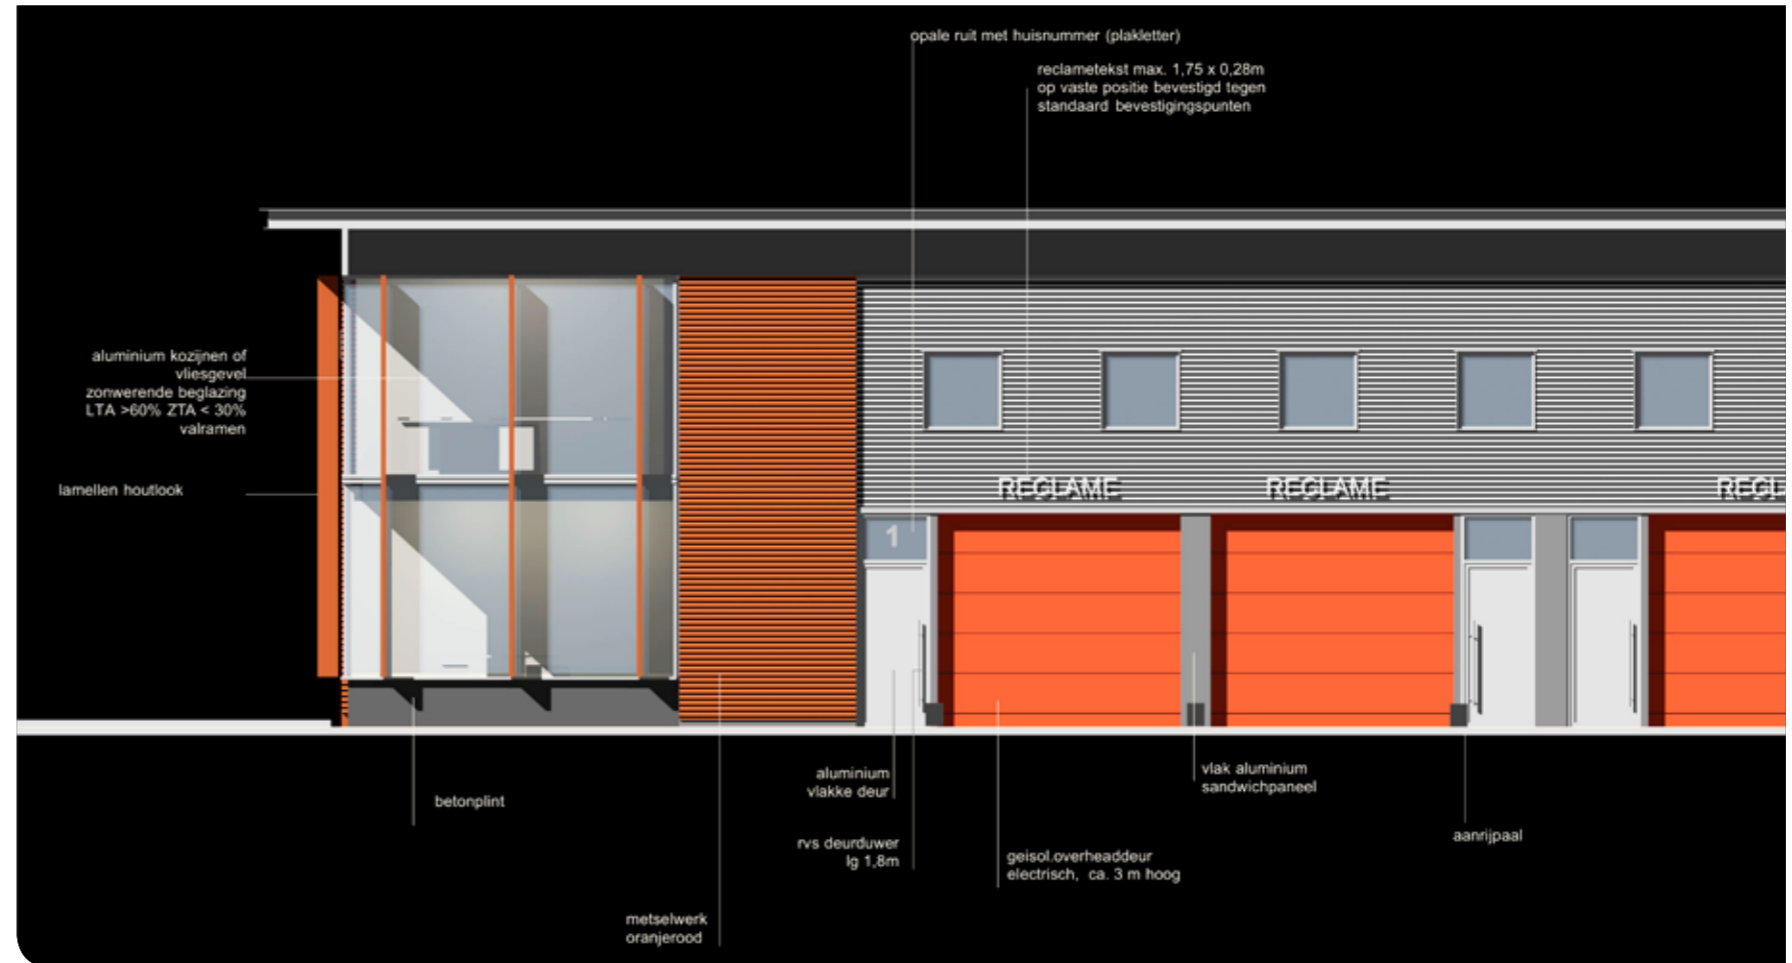 opale ruit met huisnummer (plakletter)
reclametekst max. 1,75 x 0,28m
op vaste positie bevestigd tegen
standaard bevestigingspunten
aluminium kozijnen of
vliesgevel
zonwerende beglazing
LTA >60% ZTA < 30%
valramen
lamellen houtlook
RECLAME
RECLAME
RECL
1
aluminium
vlakke deur
vlak aluminium
sandwichpaneel
betonplint
rvs deurduwer
lg 1,8m
aanrijpaal
geisol.overheaddeur
electrisch, ca. 3 m hoog
metselwerk
oranjerood